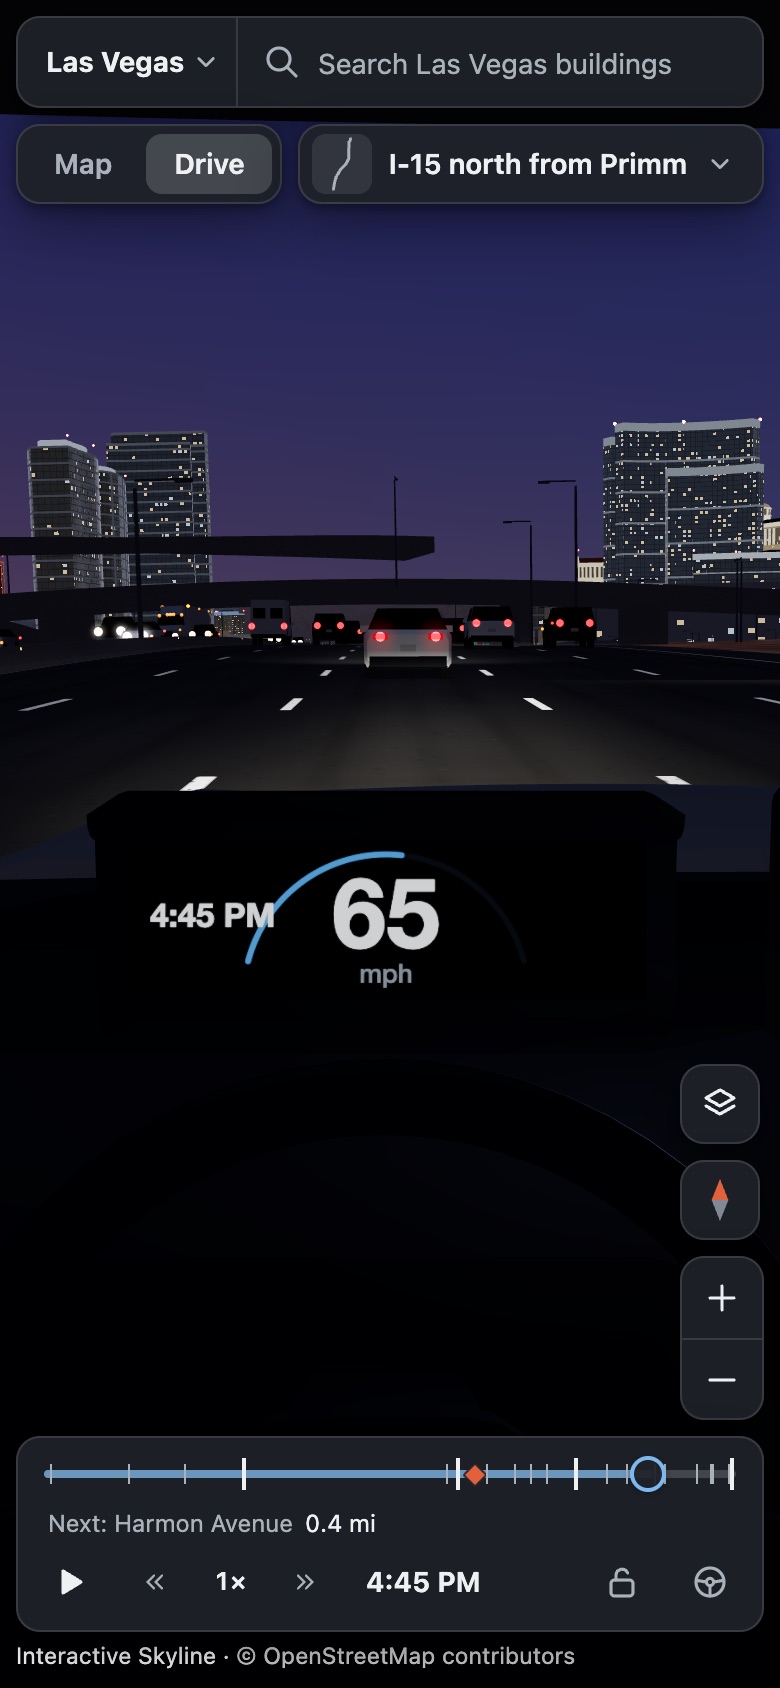 Las Vegas
Search Las Vegas buildings
Map
Drive
I-15 north from Primm
4:45 PM
65
mph
Next: Harmon Avenue 0.4 mi
1×
4:45 PM
Interactive Skyline · © OpenStreetMap contributors